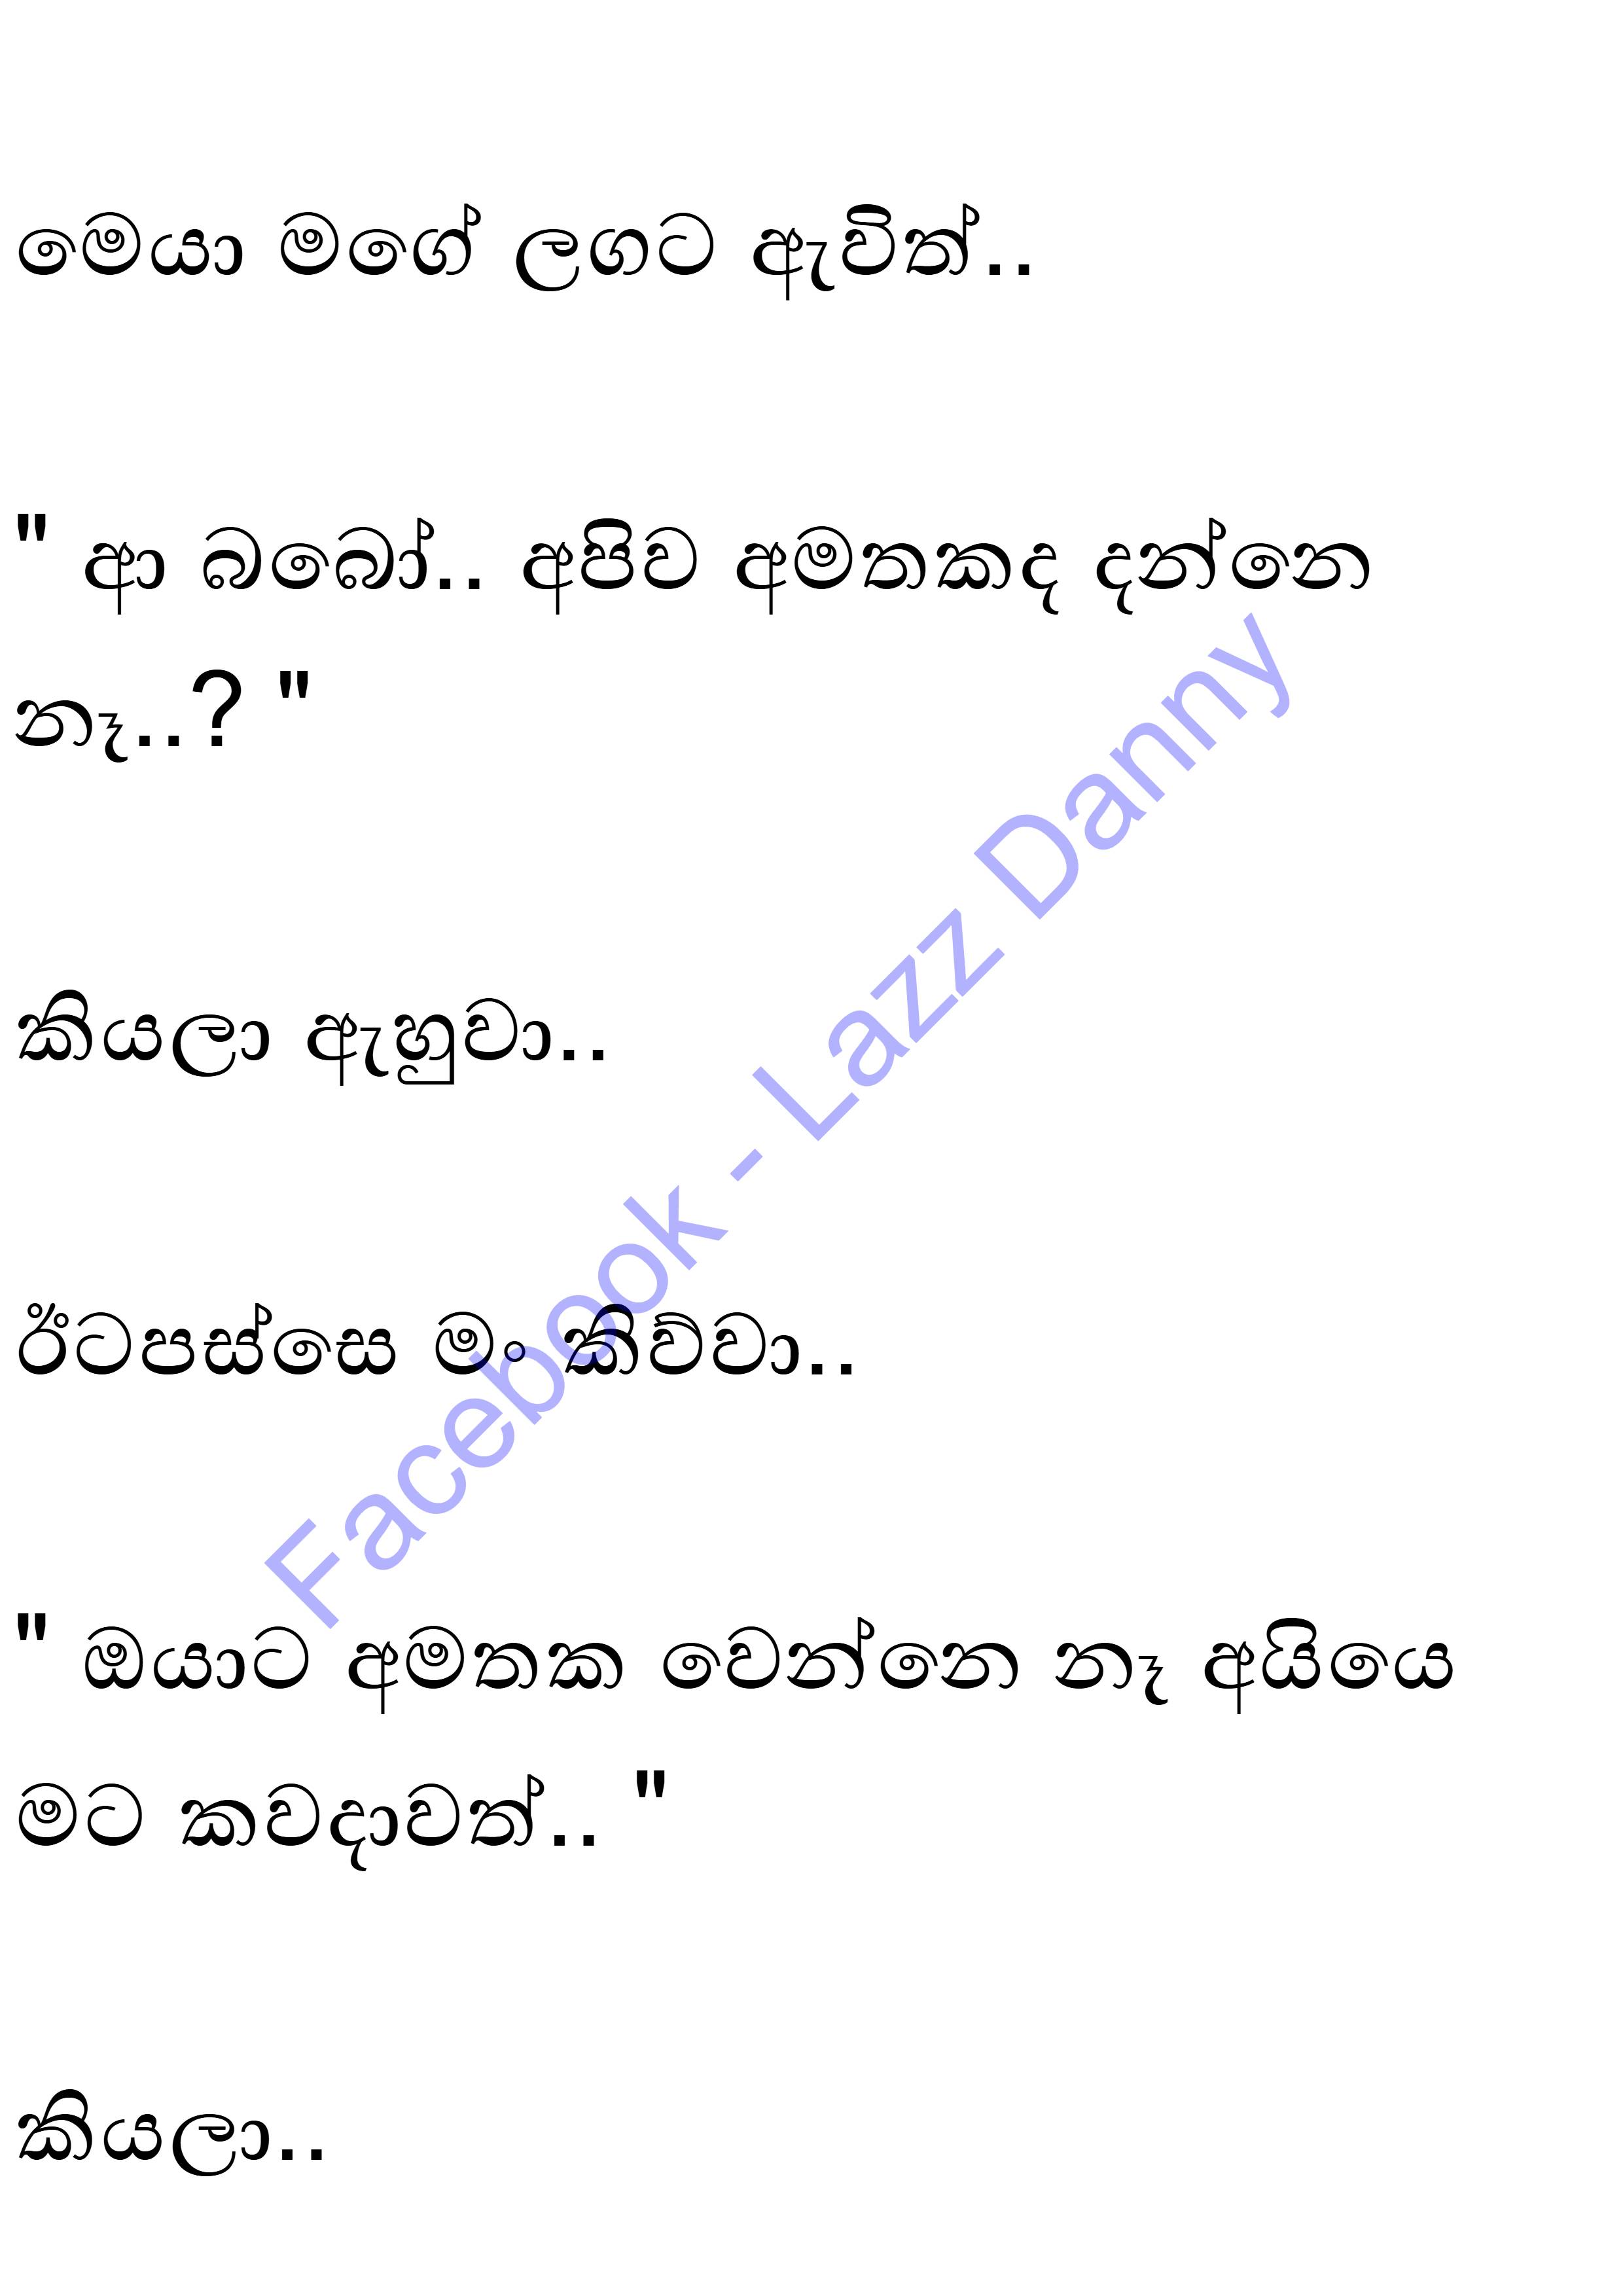 මෙයා මගේ ලගට ඇවිත්..
" ආ බබෝ.. අපිව අමතකද දන්නෙ
නෑ..? "
කියලා ඇහුවා..
ඊටපස්සෙ මං කිව්වා..
" ඔයාට අමතක වෙන්නෙ නෑ අයියෙ
මට කවදාවත්.. "
කියලා..
Facebook - Lazz Danny